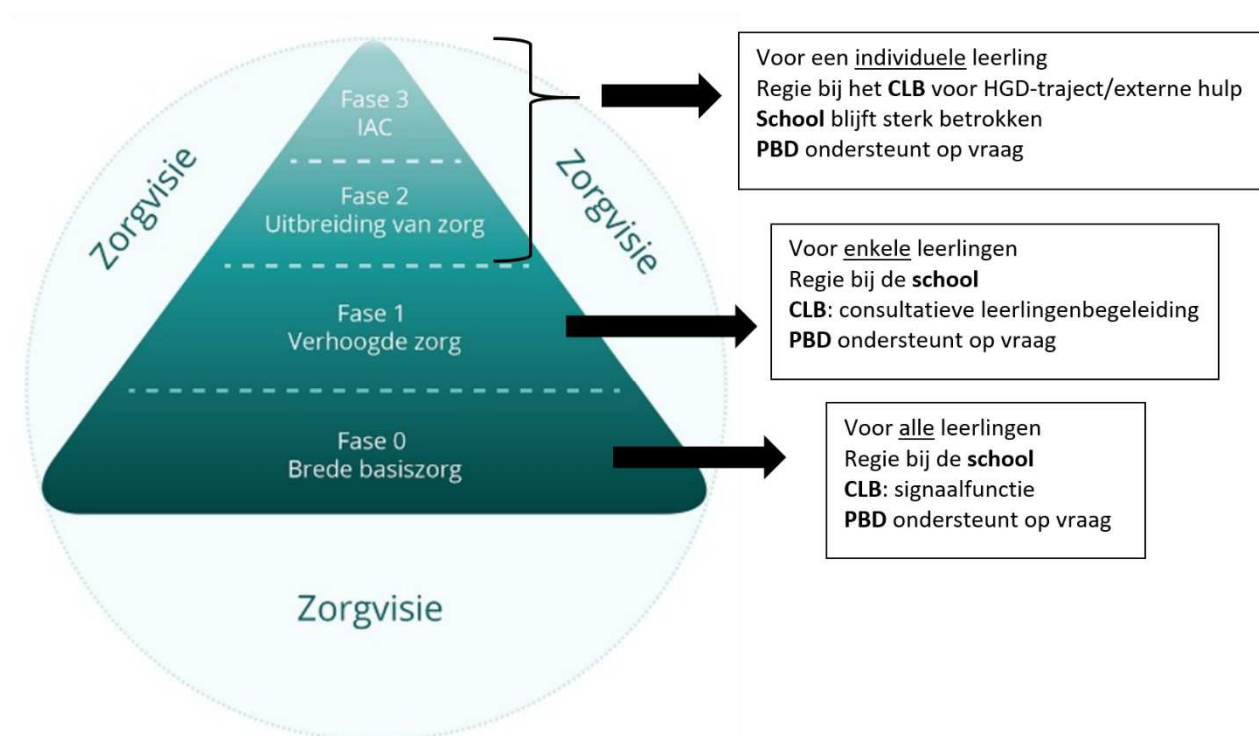 Fase 3
IAC
Fase 2
Uitbreiding van zorg
Fase 1
Verhoogde zorg
Fase 0
Brede basiszorg
Zorgvisie
Zorgvisie
Zorgvisie
Voor een individuele leerling
Regie bij het CLB voor HGD-traject/externe hulp
School blijft sterk betrokken
PBD ondersteunt op vraag
Voor enkele leerlingen
Regie bij de school
CLB: consultatieve leerlingenbegeleiding
PBD ondersteunt op vraag
Voor alle leerlingen
Regie bij de school
CLB: signaalfunctie
PBD ondersteunt op vraag